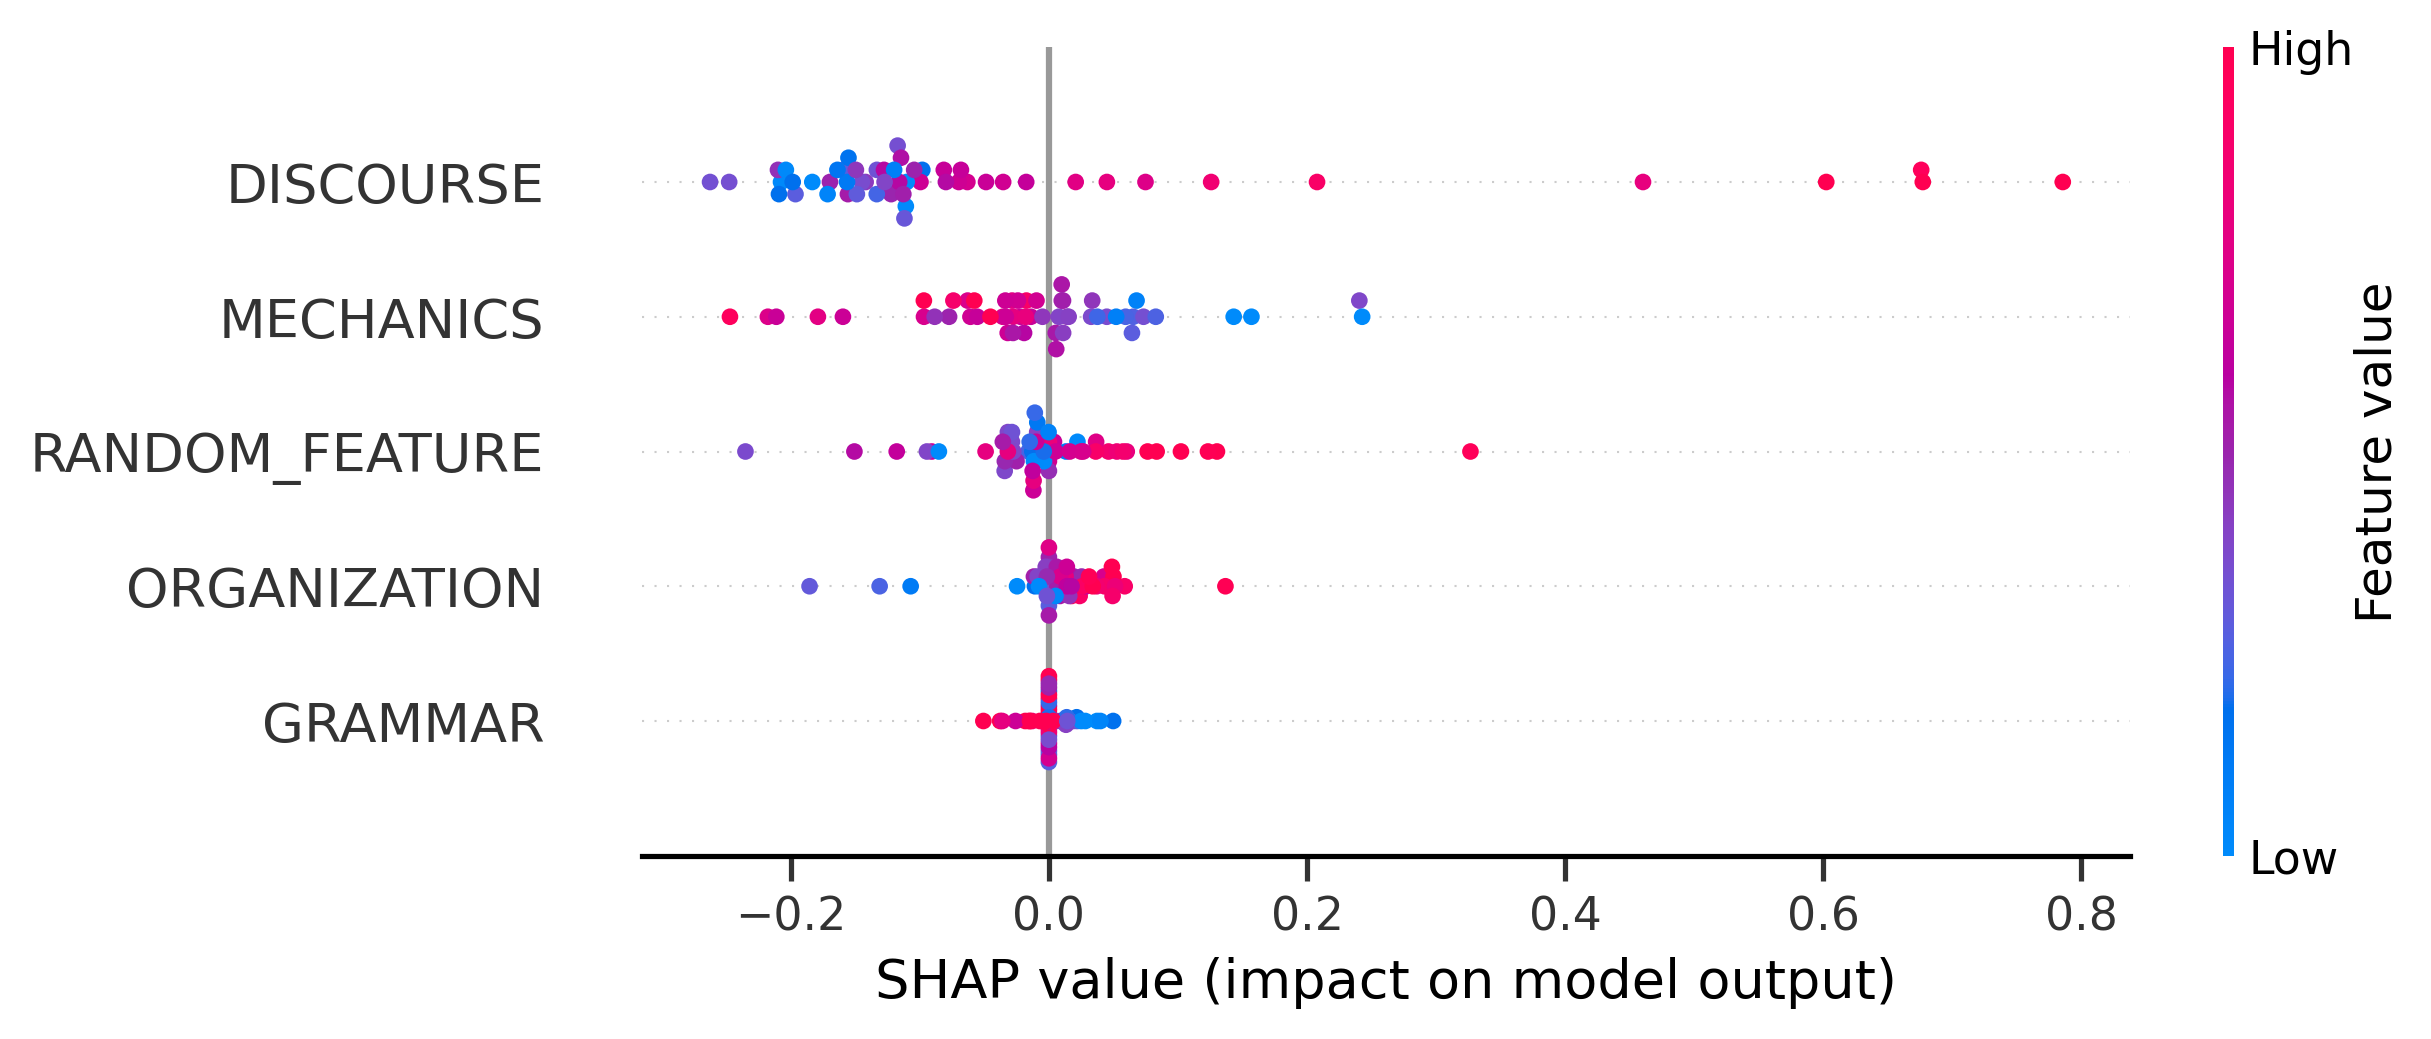 High
DISCOURSE
MECHANICS
RANDOM_FEATURE
ORGANIZATION
GRAMMAR
Feature value
Low
−0.2 0.0 0.2 0.4 0.6 0.8
SHAP value (impact on model output)